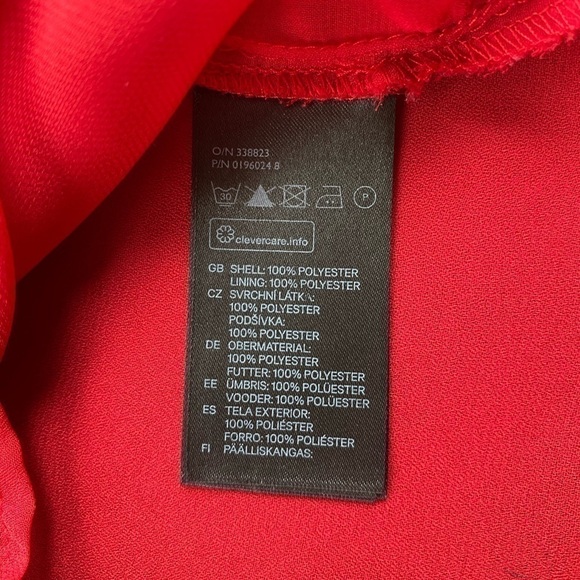 O/N 338823
P/N 0196024 8
30 P
clevercare.info
GB SHELL: 100% POLYESTER
LINING: 100% POLYESTER
CZ SVRCHNÍ LÁTKA:
100% POLYESTER
PODŠÍVKA:
100% POLYESTER
DE OBERMATERIAL:
100% POLYESTER
FUTTER: 100% POLYESTER
EE ÜMBRIS: 100% POLÜESTER
VOODER: 100% POLÜESTER
ES TELA EXTERIOR:
100% POLIÉSTER
FORRO: 100% POLIÉSTER
FI PÄÄLLISKANGAS: